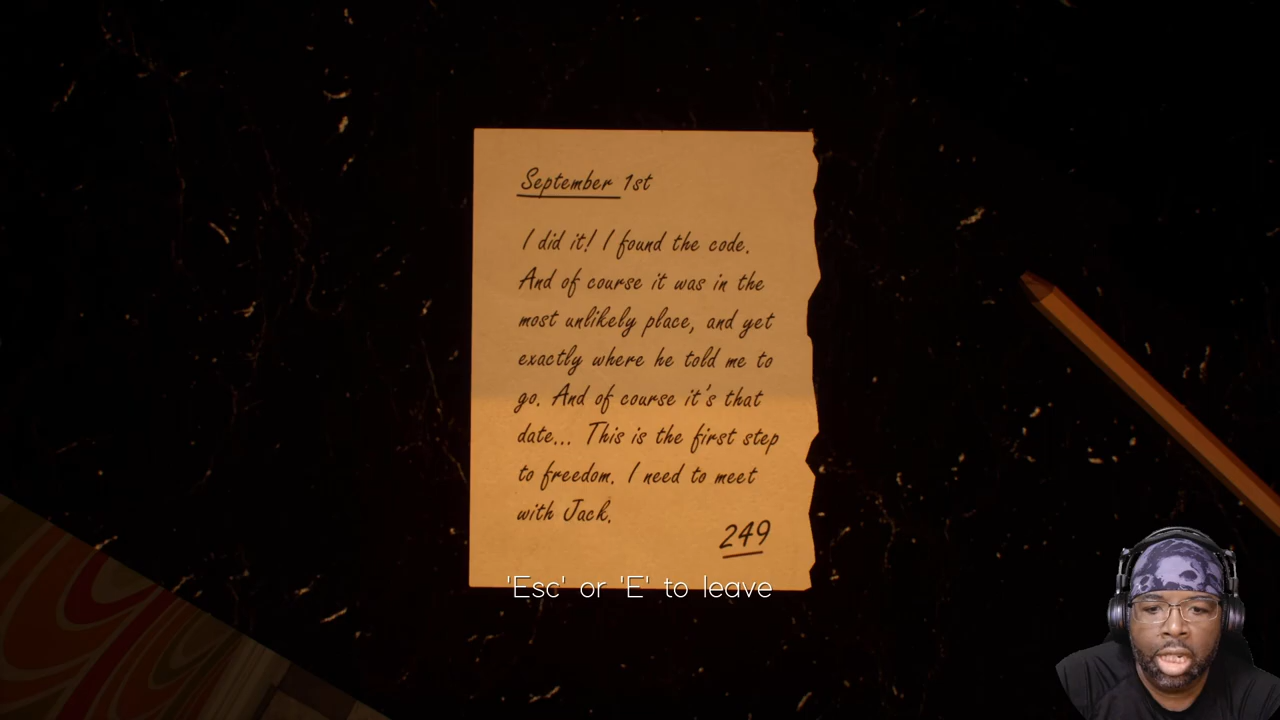 September 1st
I did it! I found the code.
And of course it was in the
most unlikely place, and yet
exactly where he told me to
go. And of course it's that
date... This is the first step
to freedom. I need to meet
with Jack.
249
'Esc' or 'E' to leave